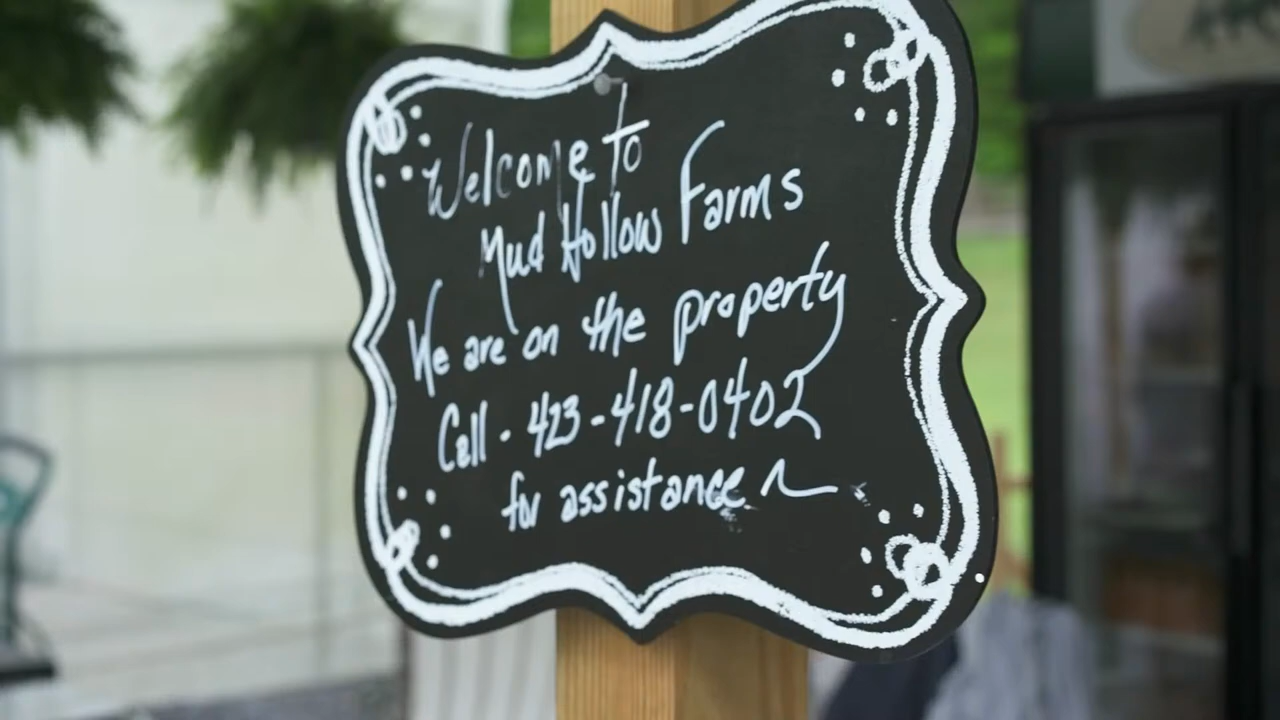 Welcome to
Mud Hollow Farms
We are on the property
Call - 423-418-0402
for assistance ~